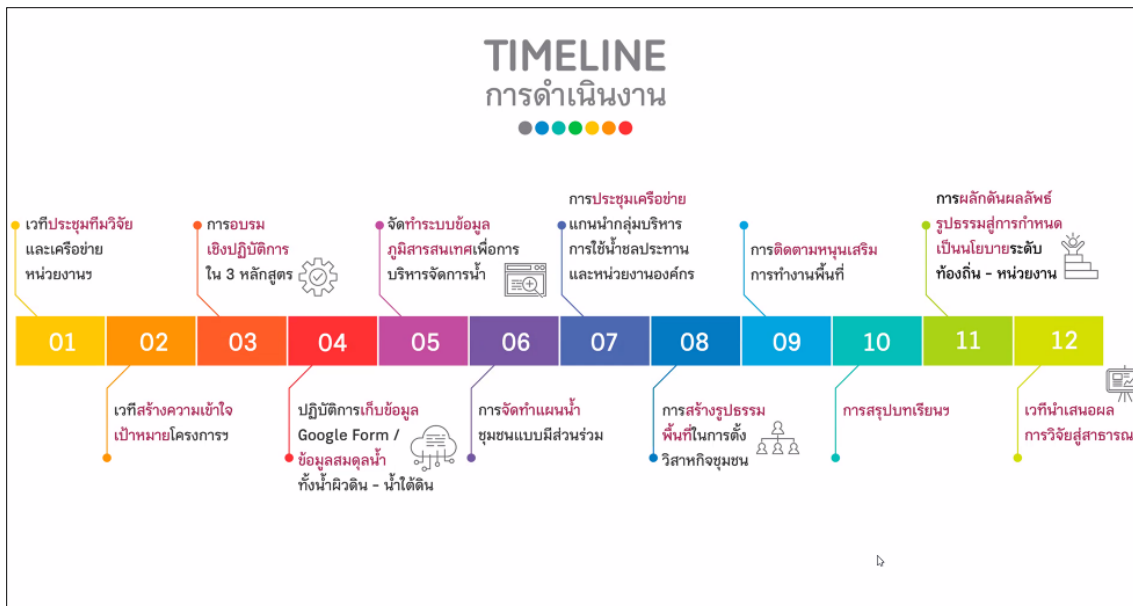 TIMELINE
การดำเนินงาน
เวทีประชุมทีมวิจัย
และเครือข่าย
หน่วยงานฯ
การอบรม
เชิงปฏิบัติการ
ใน 3 หลักสูตร
จัดทำระบบข้อมูล
ภูมิสารสนเทศเพื่อการ
บริหารจัดการน้ำ
การประชุมเครือข่าย
แกนนำกลุ่มบริหาร
การใช้น้ำชลประทาน
และหน่วยงานองค์กร
การติดตามหนุนเสริม
การทำงานพื้นที่
การผลักดันผลลัพธ์
รูปธรรมสู่การกำหนด
เป็นนโยบายระดับ
ท้องถิ่น - หน่วยงาน
01 02 03 04 05 06 07 08 09 10 11 12
เวทีสร้างความเข้าใจ
เป้าหมายโครงการฯ
ปฏิบัติการเก็บข้อมูล
Google Form /
ข้อมูลสมดุลน้ำ
ทั้งน้ำผิวดิน - น้ำใต้ดิน
การจัดทำแผนน้ำ
ชุมชนแบบมีส่วนร่วม
การสร้างรูปธรรม
พื้นที่ในการตั้ง
วิสาหกิจชุมชน
การสรุปบทเรียนฯ
เวทีนำเสนอผล
การวิจัยสู่สาธารณ